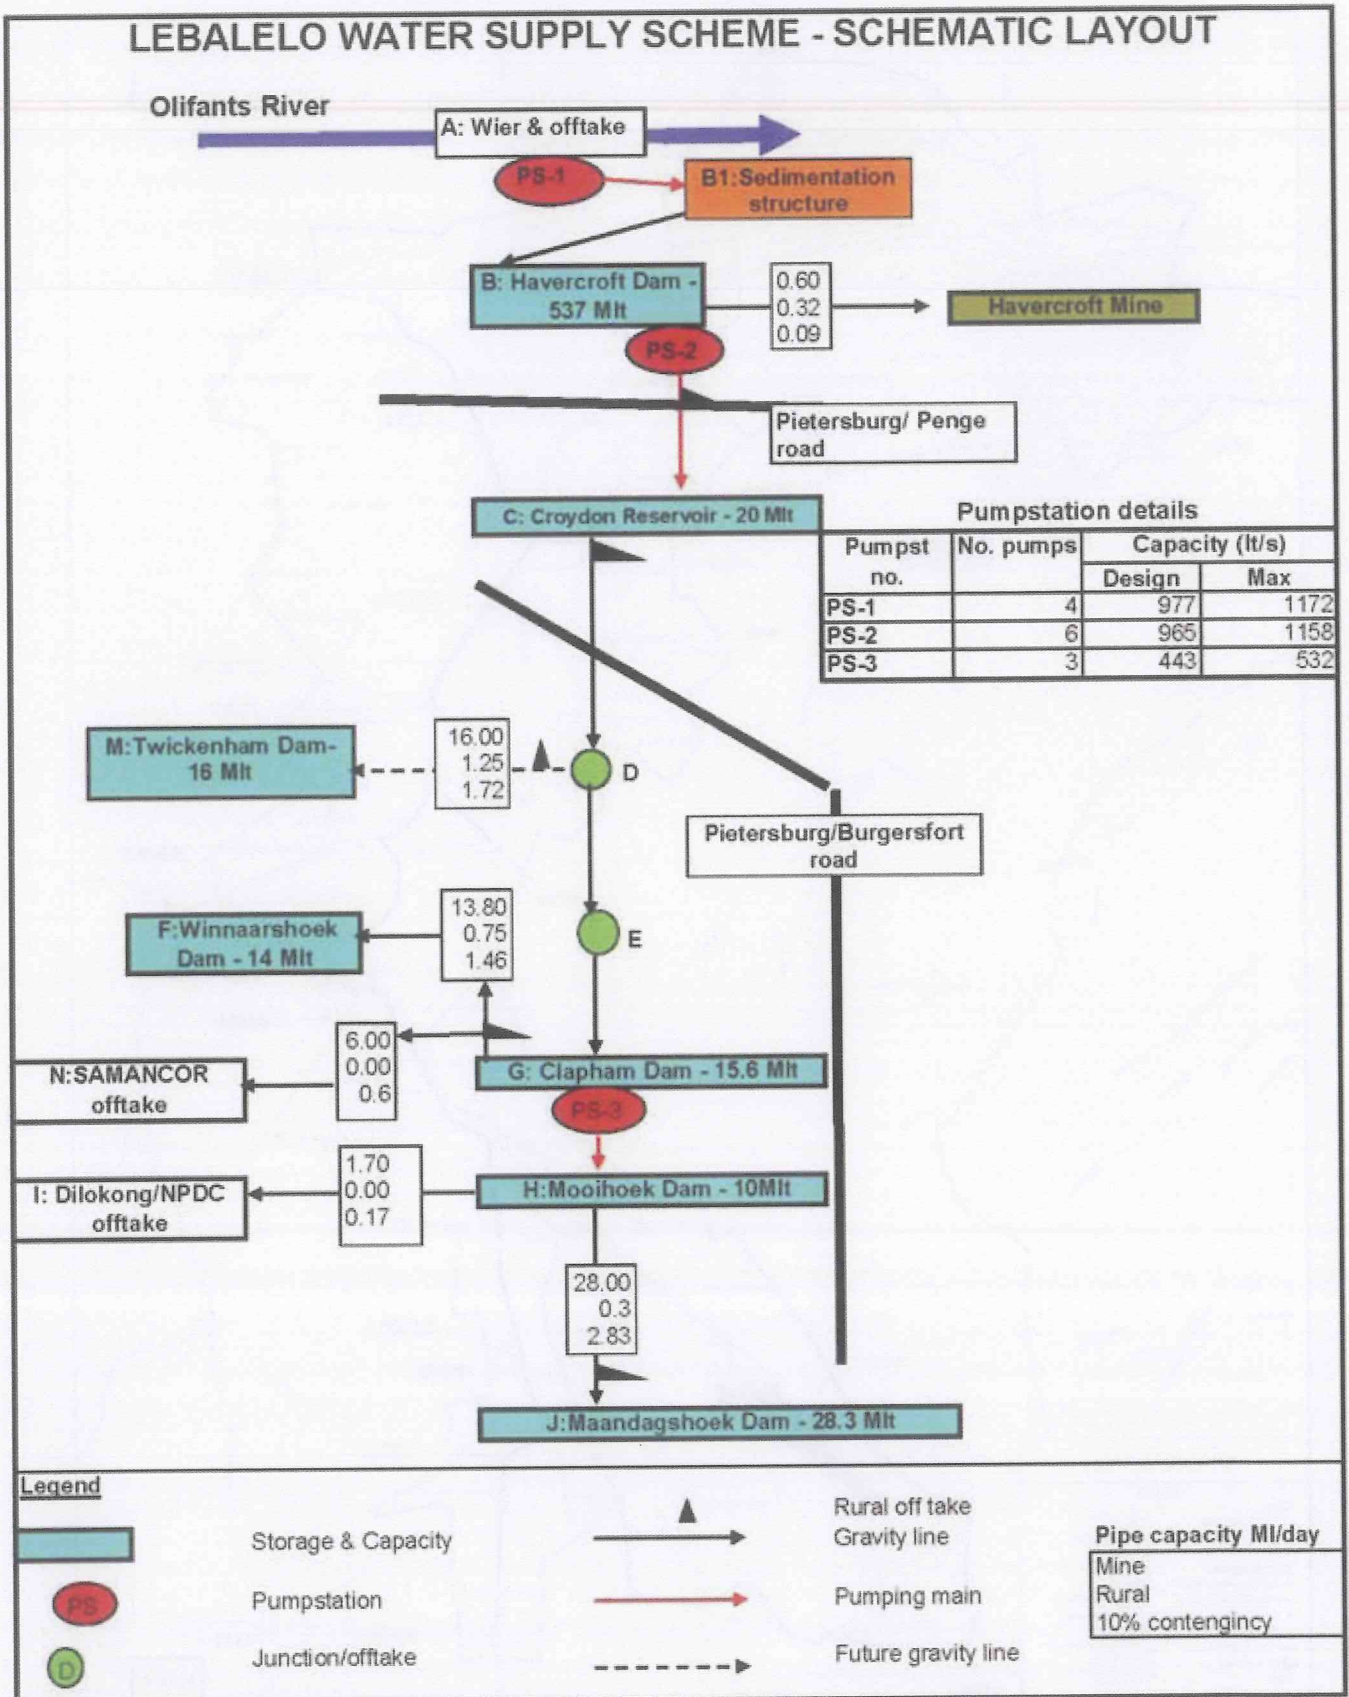 LEBALELO WATER SUPPLY SCHEME - SCHEMATIC LAYOUT
Olifants River
A: Wier & offtake
PS-1
B1:Sedimentation
structure
B: Havercroft Dam -
537 Mlt
0.60
0.32
0.09
Havercroft Mine
PS-2
Pietersburg/ Penge
road
C: Croydon Reservoir - 20 Mlt
Pumpstation details
Pumpst no. No. pumps Capacity (lt/s)
Design Max
PS-1 4 977 1172
PS-2 6 965 1158
PS-3 3 443 532
M:Twickenham Dam-
16 Mlt
16.00
1.25
1.72
D
Pietersburg/Burgersfort
road
F:Winnaarshoek
Dam - 14 Mlt
13.80
0.75
1.46
E
6.00
0.00
0.6
N:SAMANCOR
offtake
G: Clapham Dam - 15.6 Mlt
PS-3
1.70
0.00
0.17
I: Dilokong/NPDC
offtake
H:Mooihoek Dam - 10Mlt
28.00
0.3
2.83
J:Maandagshoek Dam - 28.3 Mlt
Legend
Storage & Capacity
Rural off take
Gravity line
Pipe capacity Ml/day
Mine
Rural
10% contengincy
PS
Pumpstation
Pumping main
D
Junction/offtake
Future gravity line